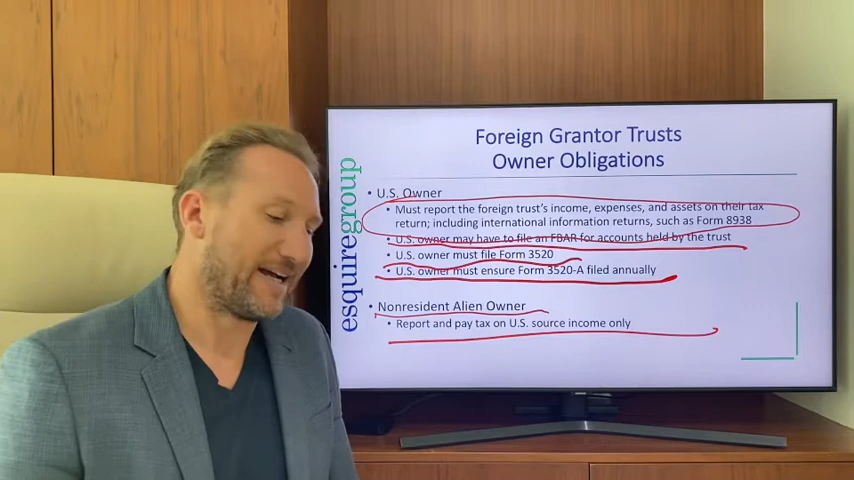 Foreign Grantor Trusts
Owner Obligations
esquiregroup
• U.S. Owner
• Must report the foreign trust's income, expenses, and assets on their tax
return; including international information returns, such as Form 8938
• U.S. owner may have to file an FBAR for accounts held by the trust
• U.S. owner must file Form 3520
• U.S. owner must ensure Form 3520-A filed annually
• Nonresident Alien Owner
• Report and pay tax on U.S. source income only